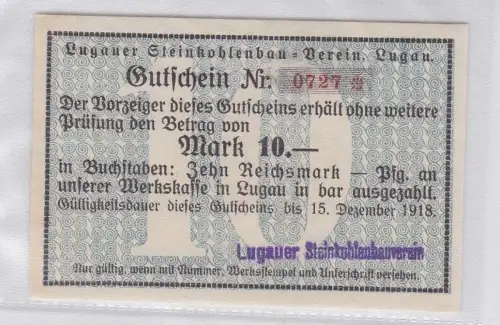 Lugauer Steinkohlenbau-Verein, Lugau.
Gutschein Nr. 0727
Der Vorzeiger dieses Gutscheins erhält ohne weitere
Prüfung den Betrag von
Mark 10.—
in Buchstaben: Zehn Reichsmark — Pfg. an
unserer Werkskasse in Lugau in bar ausgezahlt.
Gültigkeitsdauer dieses Gutscheins bis 15. Dezember 1918.
Lugauer Steinkohlenbauverein
Nur gültig, wenn mit Nummer, Werksstempel und Unterschrift versehen.